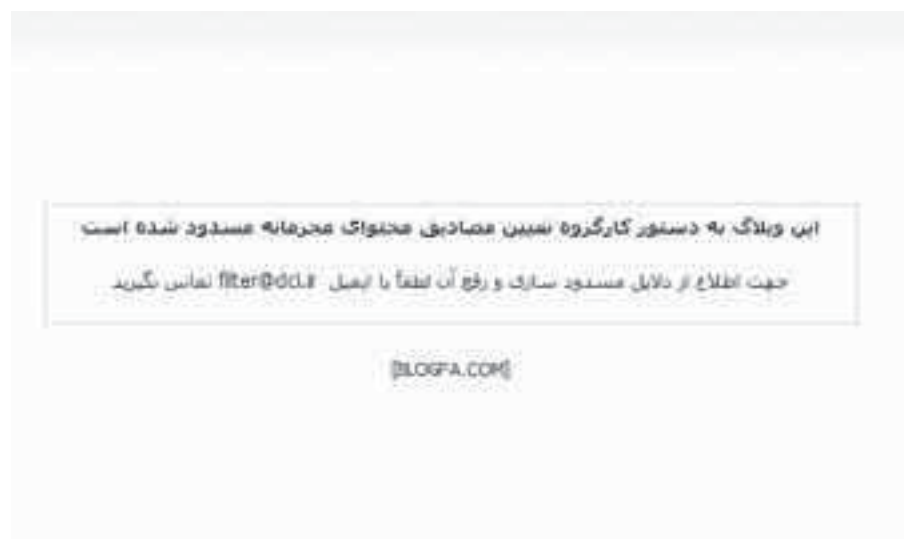 این وبلاگ به دستور کارگروه تعیین مصادیق محتوای مجرمانه مسدود شده است
جهت اطلاع از دلایل مسدود سازی و رفع آن لطفاً با ایمیل filter@dci.ir تماس بگیرید
[BLOGFA.COM]